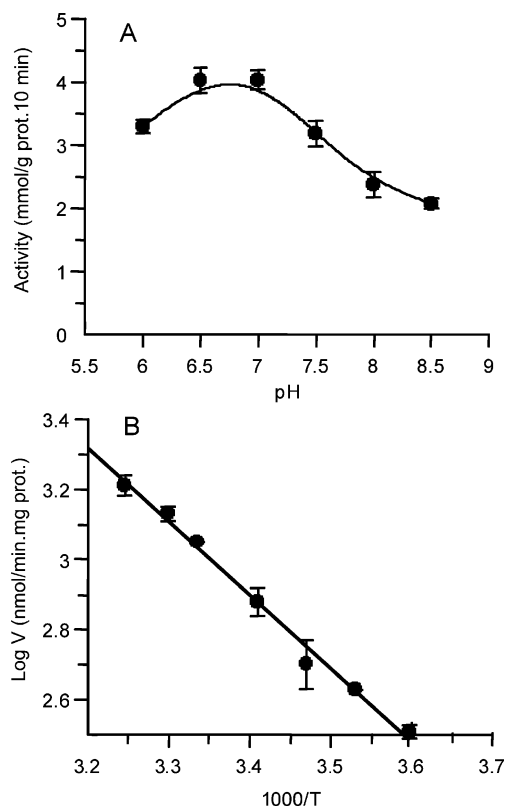 A
Activity (mmol/g prot.10 min)
5
4
3
2
1
0
5.5 6 6.5 7 7.5 8 8.5 9
pH
B
Log V (nmol/min.mg prot.)
3.4
3.2
3
2.8
2.6
3.2 3.3 3.4 3.5 3.6 3.7
1000/T